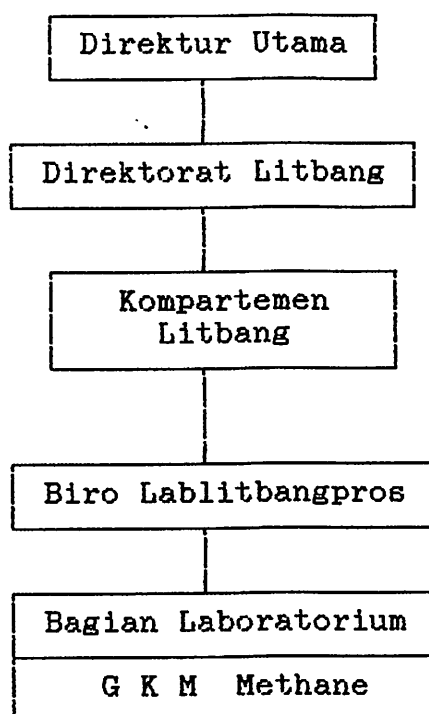 Direktur Utama
Direktorat Litbang
Kompartemen
Litbang
Biro Lablitbangpros
Bagian Laboratorium
G K M Methane